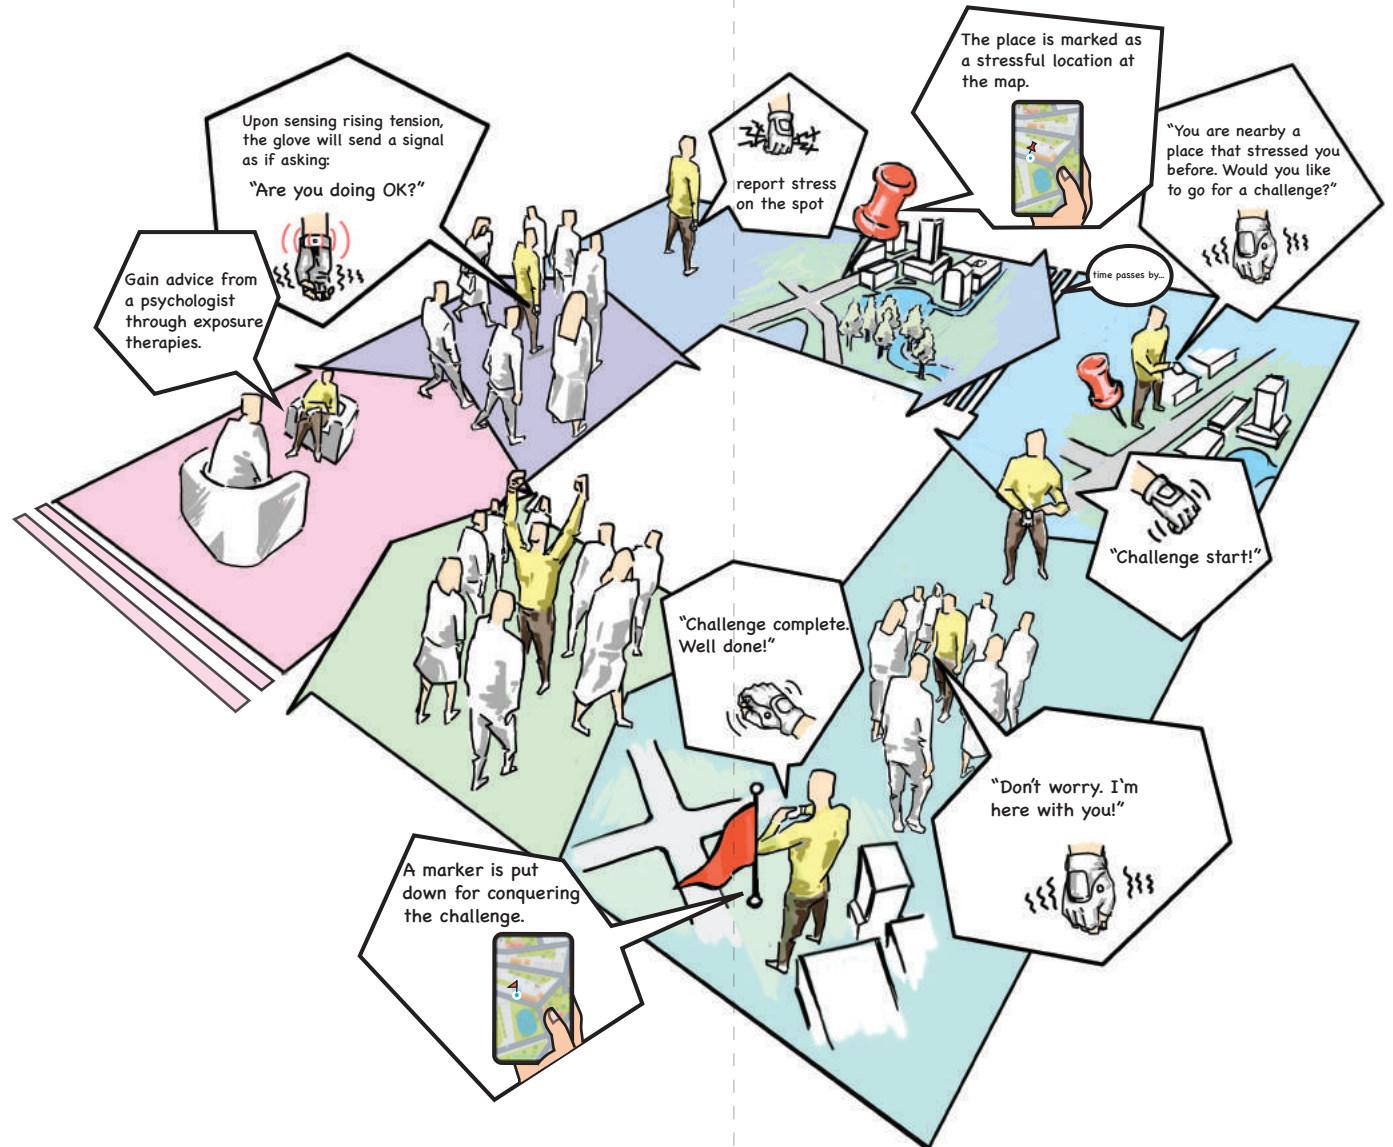 Gain advice from
a psychologist
through exposure
therapies.
Upon sensing rising tension,
the glove will send a signal
as if asking:
"Are you doing OK?"
report stress
on the spot
The place is marked as
a stressful location at
the map.
time passes by...
"You are nearby a
place that stressed you
before. Would you like
to go for a challenge?"
"Challenge start!"
"Don't worry. I'm
here with you!"
"Challenge complete.
Well done!"
A marker is put
down for conquering
the challenge.